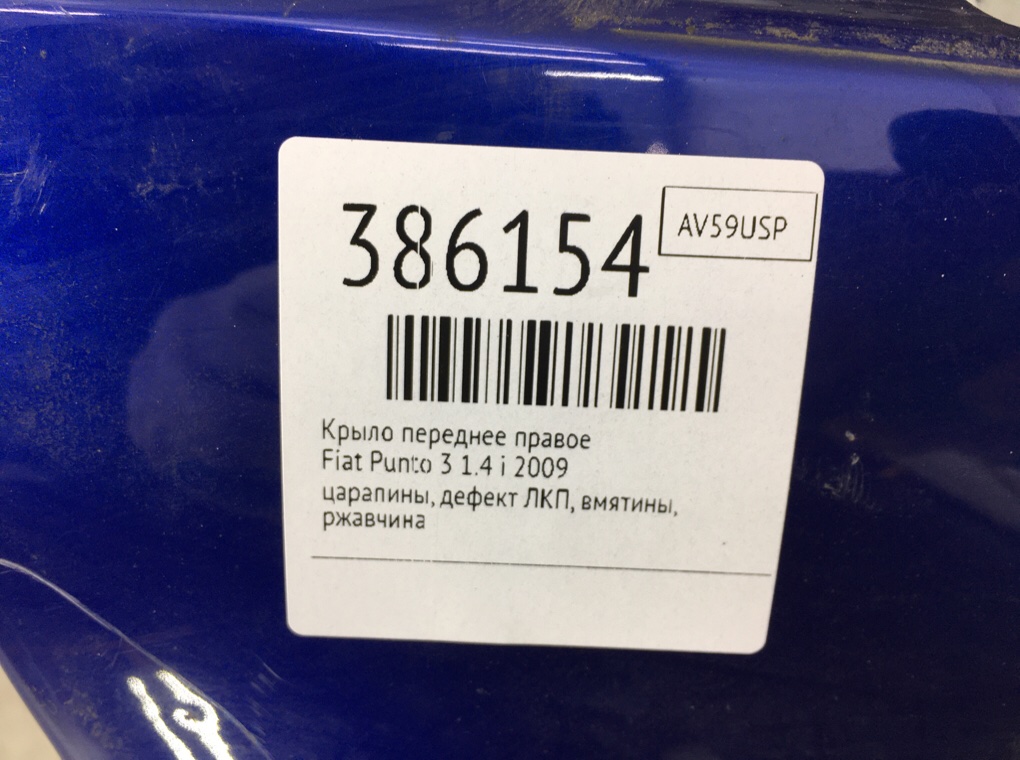 386154
AV59USP
Крыло переднее правое
Fiat Punto 3 1.4 i 2009
царапины, дефект ЛКП, вмятины,
ржавчина